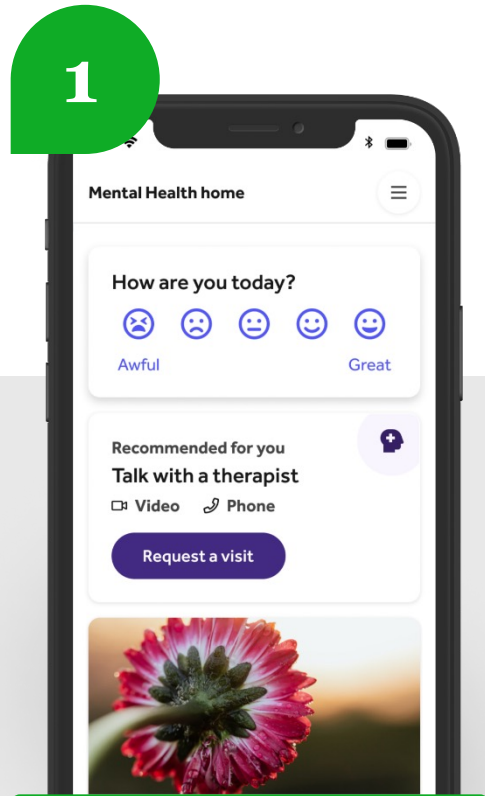 1
Mental Health home
How are you today?
Awful Great
Recommended for you
Talk with a therapist
Video Phone
Request a visit